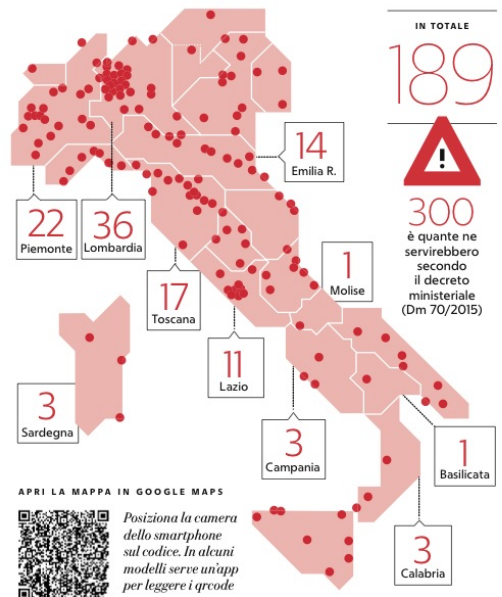 IN TOTALE
189
!
300
è quante ne
servirebbero
secondo
il decreto
ministeriale
(Dm 70/2015)
14
Emilia R.
22
Piemonte
36
Lombardia
17
Toscana
1
Molise
11
Lazio
3
Sardegna
3
Campania
1
Basilicata
3
Calabria
APRI LA MAPPA IN GOOGLE MAPS
Posiziona la camera
dello smartphone
sul codice. In alcuni
modelli serve un'app
per leggere i qrcode